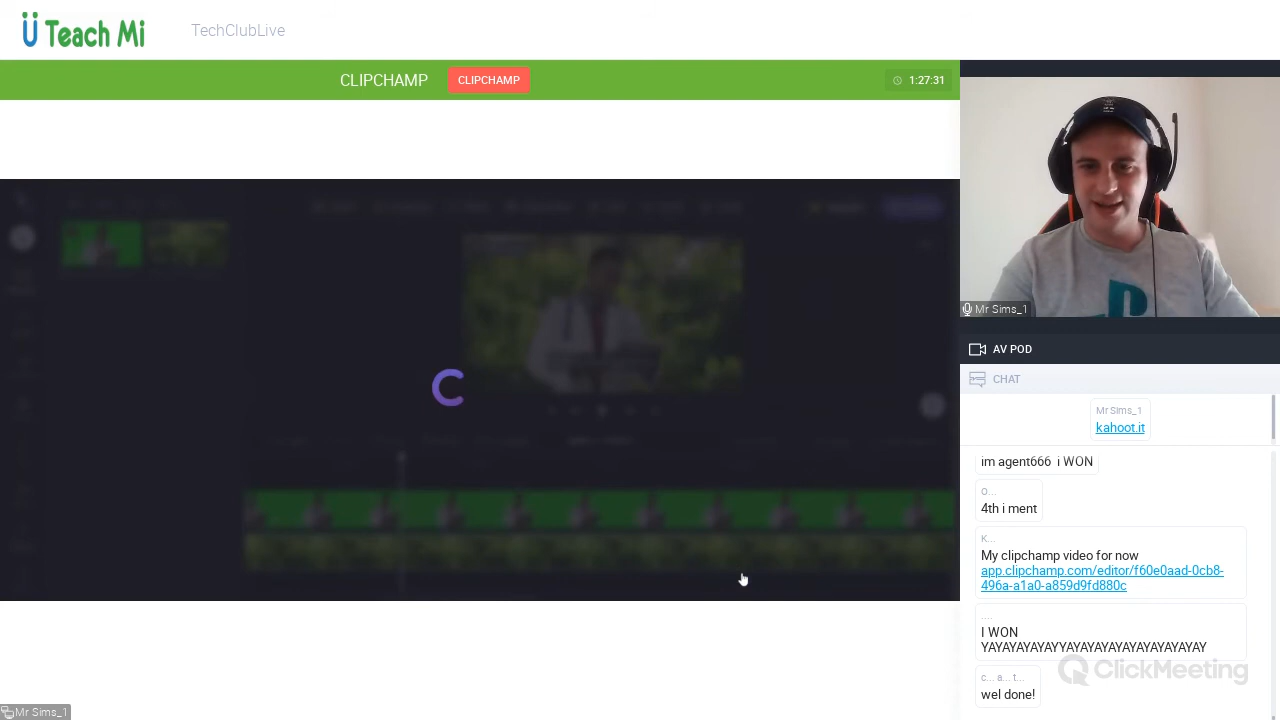 Ü Teach Mi
TechClubLive
CLIPCHAMP
CLIPCHAMP
1:27:31
Mr Sims_1
AV POD
CHAT
Mr Sims_1
kahoot.it
im agent666 i WON
O...
4th i ment
K...
My clipchamp video for now
app.clipchamp.com/editor/f60e0aad-0cb8-
496a-a1a0-a859d9fd880c
....
I WON
YAYAYAYAYAYYAYAYAYAYAYAYAYAYAYAY
ClickMeeting
c... a... t...
wel done!
Mr Sims_1